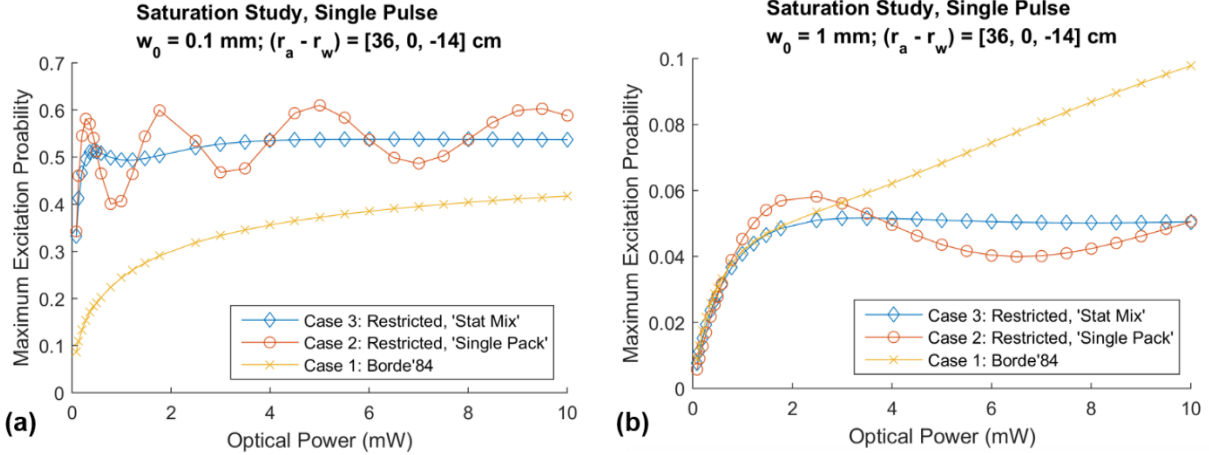 Saturation Study, Single Pulse
w0 = 0.1 mm; (ra - rw) = [36, 0, -14] cm
0.7
0.6
0.5
0.4
0.3
0.2
0.1
0
Maximum Excitation Proability
Case 3: Restricted, 'Stat Mix'
Case 2: Restricted, 'Single Pack'
Case 1: Borde'84
0 2 4 6 8 10
Optical Power (mW)
(a)
Saturation Study, Single Pulse
w0 = 1 mm; (ra - rw) = [36, 0, -14] cm
0.1
0.08
0.06
0.04
0.02
0
Maximum Excitation Proability
Case 3: Restricted, 'Stat Mix'
Case 2: Restricted, 'Single Pack'
Case 1: Borde'84
0 2 4 6 8 10
Optical Power (mW)
(b)